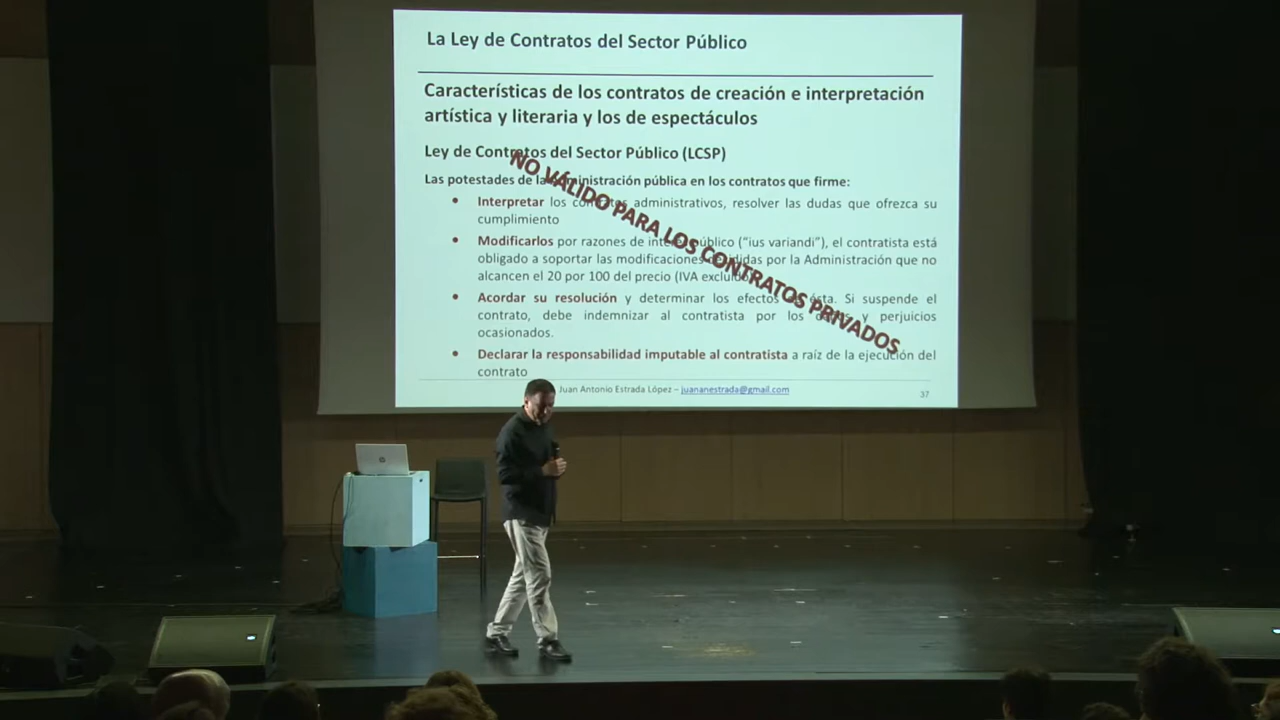 La Ley de Contratos del Sector Público
Características de los contratos de creación e interpretación
artística y literaria y los de espectáculos
Ley de Contratos del Sector Público (LCSP)
Las potestades de la administración pública en los contratos que firme:
• Interpretar los contratos administrativos, resolver las dudas que ofrezca su
cumplimiento
• Modificarlos por razones de interés público ("ius variandi"), el contratista está
obligado a soportar las modificaciones decididas por la Administración que no
alcancen el 20 por 100 del precio (IVA excluido)
• Acordar su resolución y determinar los efectos de ésta. Si suspende el
contrato, debe indemnizar al contratista por los daños y perjuicios
ocasionados.
• Declarar la responsabilidad imputable al contratista a raíz de la ejecución del
contrato
NO VÁLIDO PARA LOS CONTRATOS PRIVADOS
Juan Antonio Estrada López – juananestrada@gmail.com
37